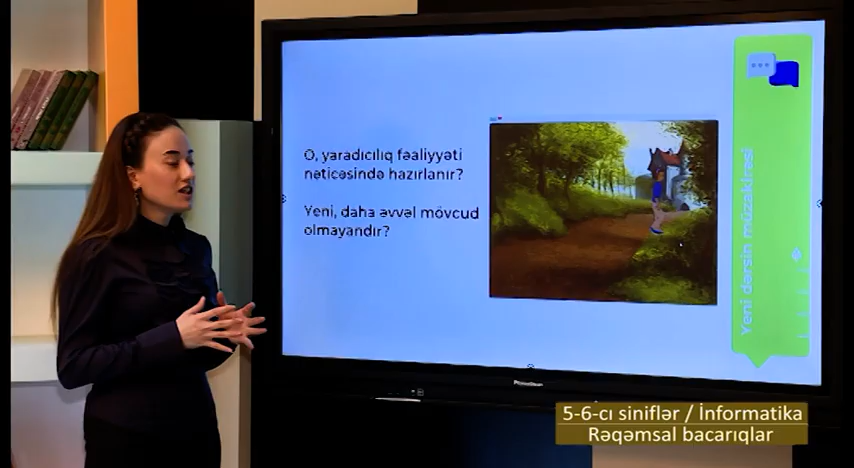 O, yaradıcılıq fəaliyyəti
nəticəsində hazırlanır?
Yeni, daha əvvəl mövcud
olmayandır?
Yeni dərsin müzakirəsi
5-6-cı siniflər / İnformatika
Rəqəmsal bacarıqlar